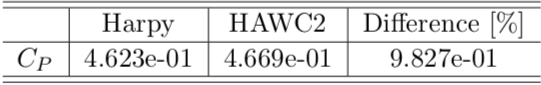 Harpy HAWC2 Difference [%]
C_P 4.623e-01 4.669e-01 9.827e-01